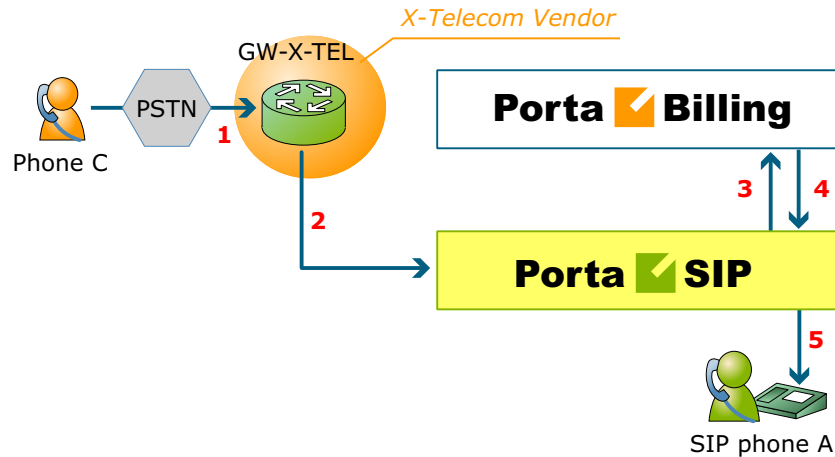 X-Telecom Vendor
GW-X-TEL
PSTN
1
Phone C
Porta Billing
2
3
4
Porta SIP
5
SIP phone A